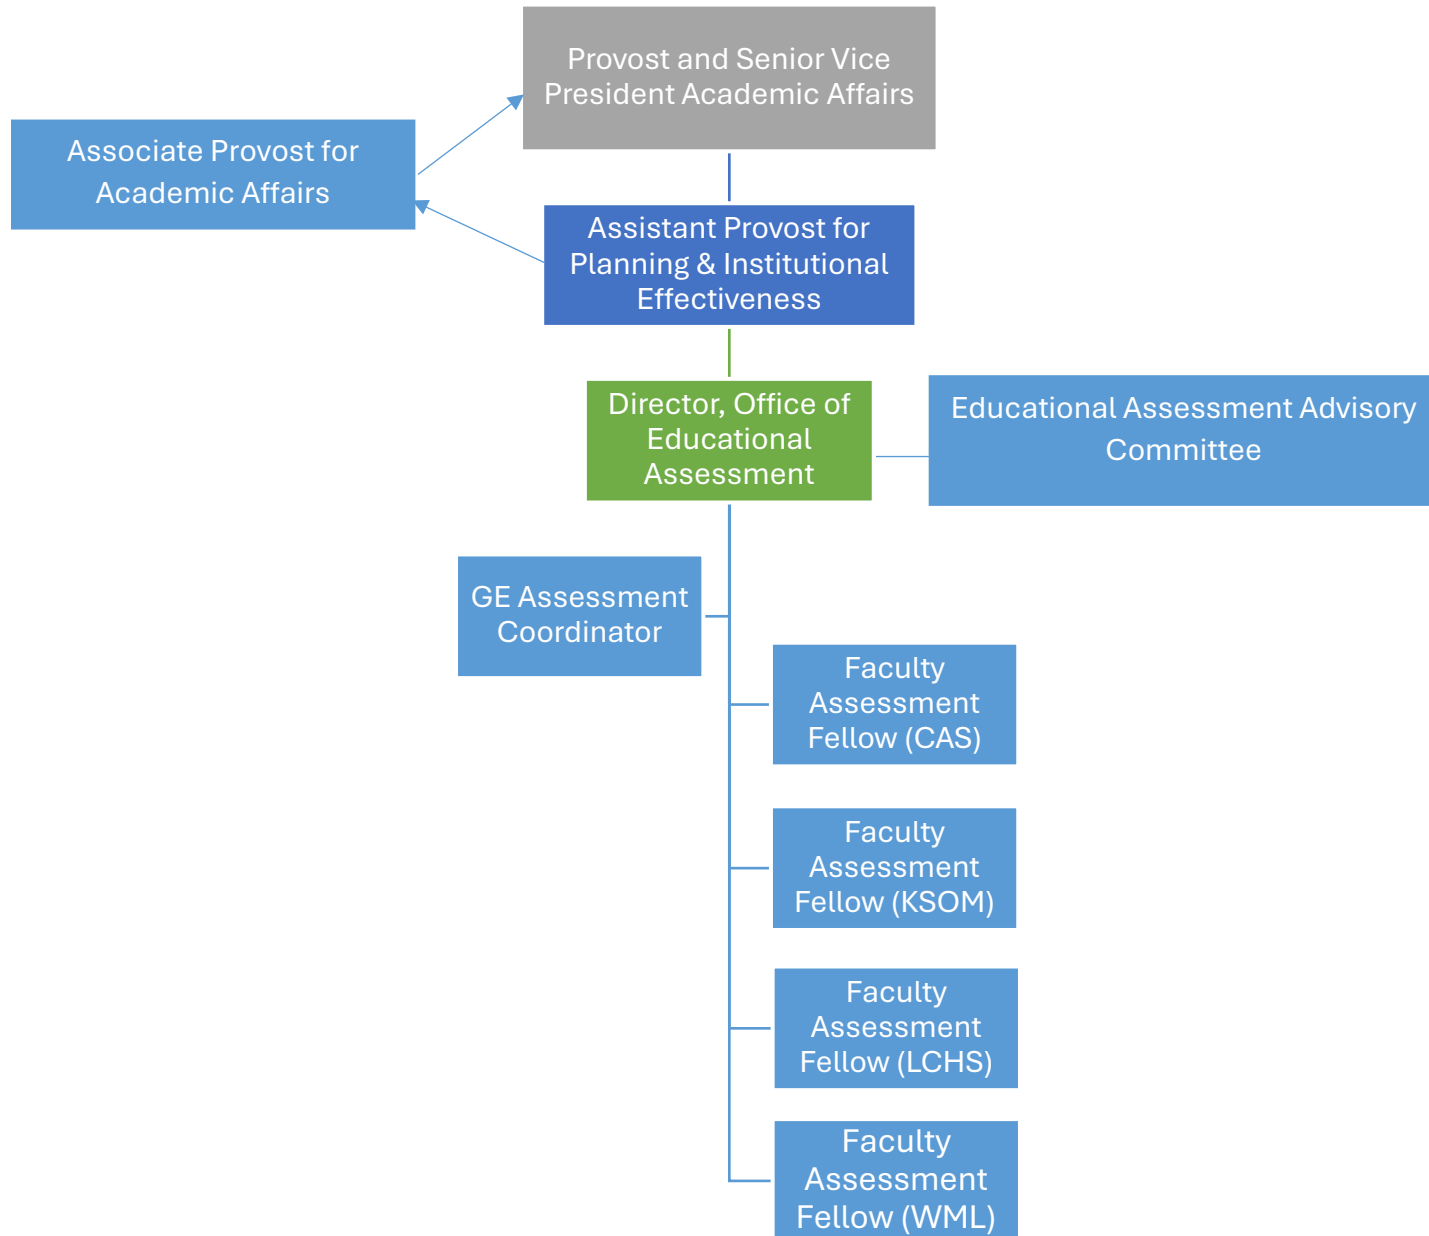 Provost and Senior Vice
President Academic Affairs
Associate Provost for
Academic Affairs
Assistant Provost for
Planning & Institutional
Effectiveness
Director, Office of
Educational
Assessment
Educational Assessment Advisory
Committee
GE Assessment
Coordinator
Faculty
Assessment
Fellow (CAS)
Faculty
Assessment
Fellow (KSOM)
Faculty
Assessment
Fellow (LCHS)
Faculty
Assessment
Fellow (WML)